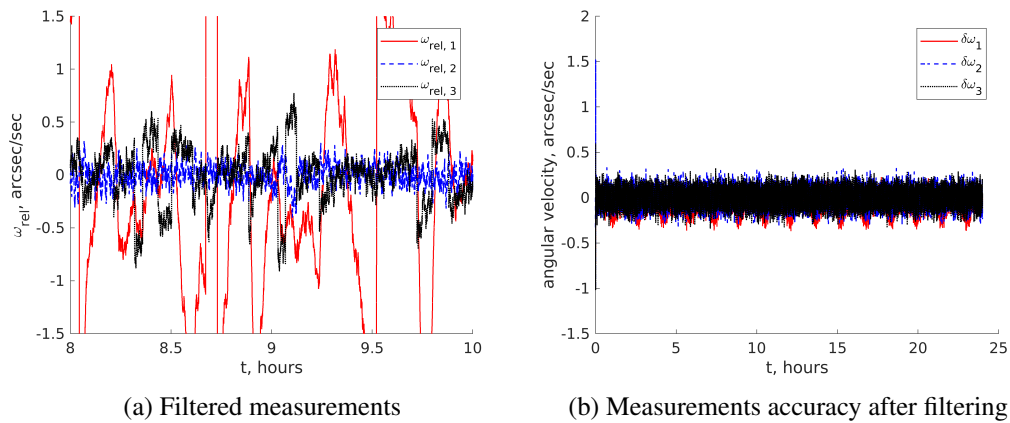 1.5
1
0.5
0
-0.5
-1
-1.5
ω_rel, arcsec/sec
8
8.5
9
9.5
10
t, hours
ω_rel, 1
ω_rel, 2
ω_rel, 3
(a) Filtered measurements
2
1.5
1
0.5
0
-0.5
-1
-1.5
angular velocity, arcsec/sec
0
5
10
15
20
25
t, hours
δω_1
δω_2
δω_3
(b) Measurements accuracy after filtering